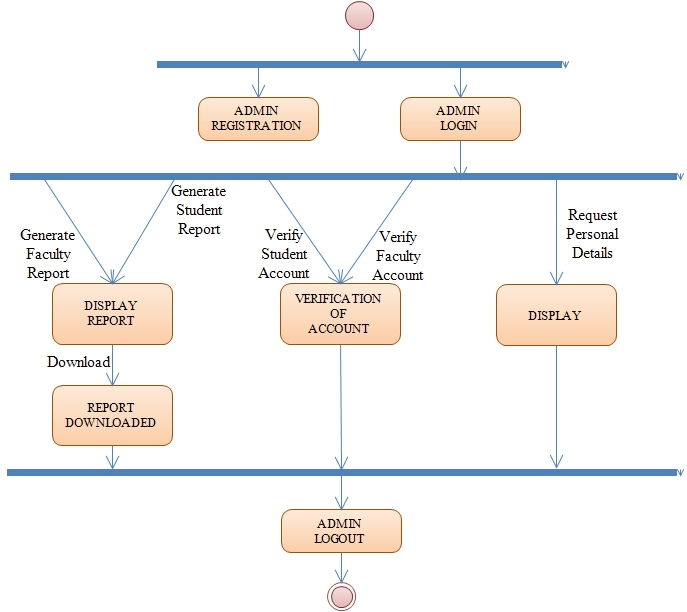 ADMIN
REGISTRATION
ADMIN
LOGIN
Generate
Faculty
Report
Generate
Student
Report
Verify
Student
Account
Verify
Faculty
Account
Request
Personal
Details
DISPLAY
REPORT
VERIFICATION
OF
ACCOUNT
DISPLAY
Download
REPORT
DOWNLOADED
ADMIN
LOGOUT